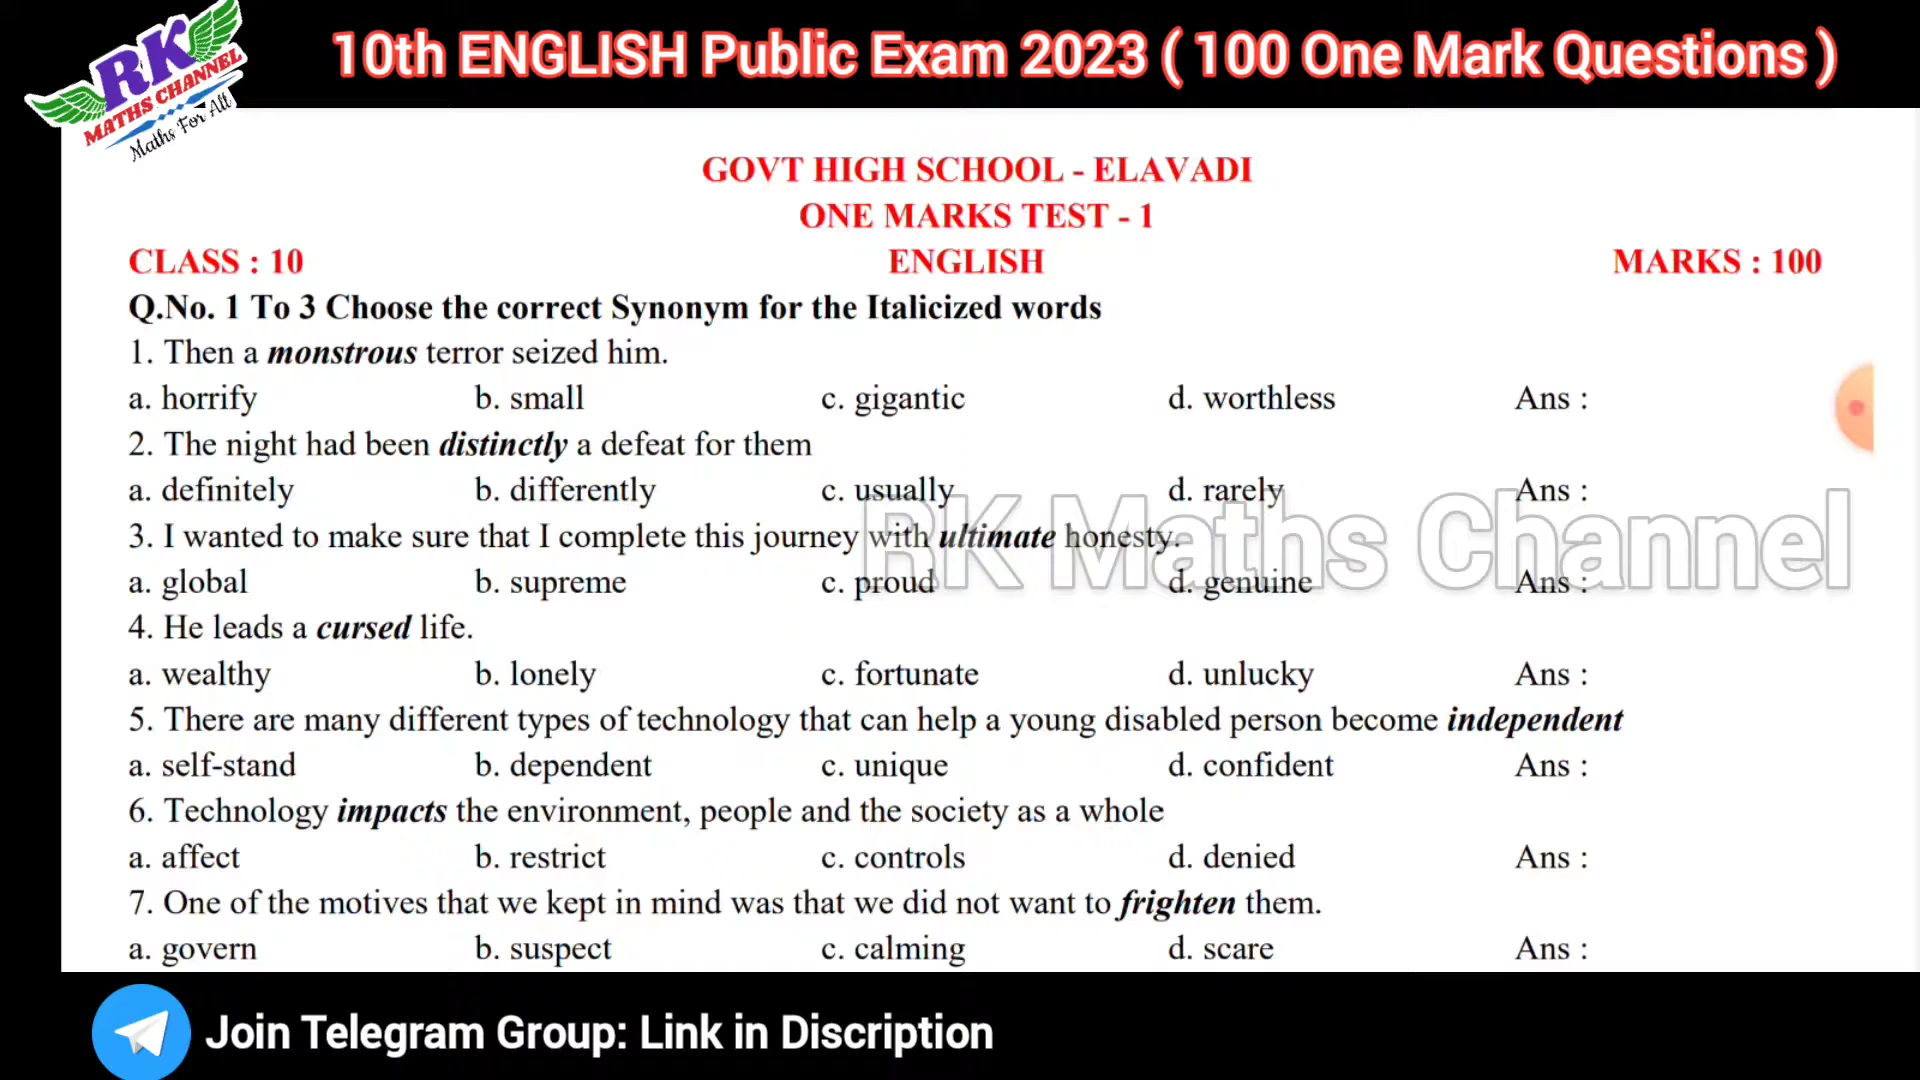 RK
MATHS CHANNEL
Maths For All
10th ENGLISH Public Exam 2023 ( 100 One Mark Questions )
GOVT HIGH SCHOOL - ELAVADI
ONE MARKS TEST - 1
CLASS : 10 ENGLISH MARKS : 100
Q.No. 1 To 3 Choose the correct Synonym for the Italicized words
1. Then a monstrous terror seized him.
a. horrify b. small c. gigantic d. worthless Ans :
2. The night had been distinctly a defeat for them
a. definitely b. differently c. usually d. rarely Ans :
3. I wanted to make sure that I complete this journey with ultimate honesty.
RK Maths Channel
a. global b. supreme c. proud d. genuine Ans :
4. He leads a cursed life.
a. wealthy b. lonely c. fortunate d. unlucky Ans :
5. There are many different types of technology that can help a young disabled person become independent
a. self-stand b. dependent c. unique d. confident Ans :
6. Technology impacts the environment, people and the society as a whole
a. affect b. restrict c. controls d. denied Ans :
7. One of the motives that we kept in mind was that we did not want to frighten them.
a. govern b. suspect c. calming d. scare Ans :
Join Telegram Group: Link in Discription